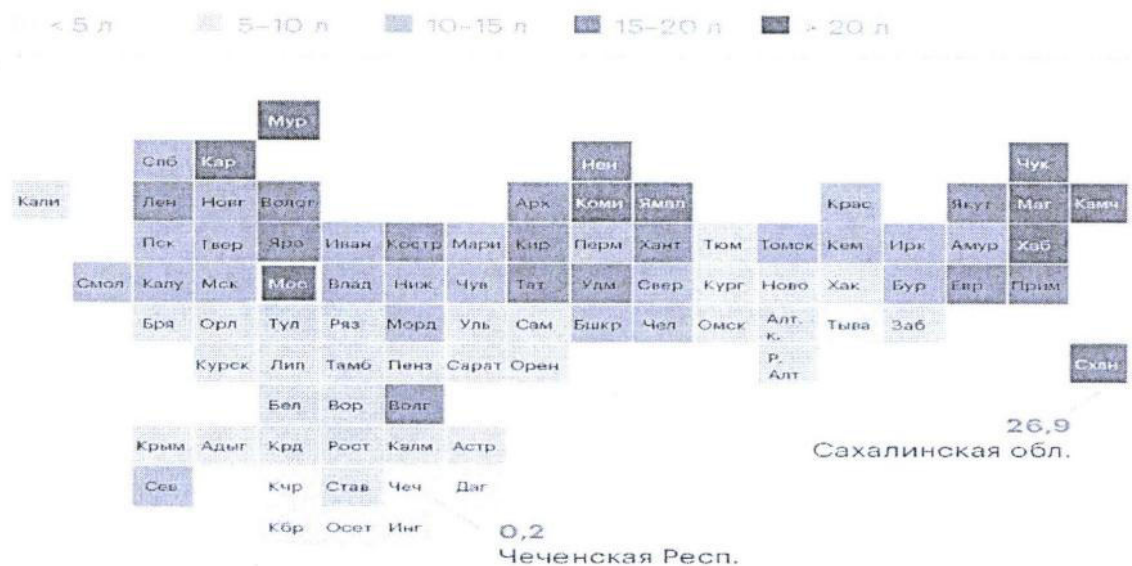 < 5 л 5–10 л 10–15 л 15–20 л > 20 л
Мур
Спб Кар Нен Чук
Кали Лен Новг Волог Арх Коми Ямал Крас Якут Маг Камч
Пск Твер Яро Иван Костр Мари Кир Перм Хант Тюм Томск Кем Ирк Амур Хаб
Смол Калу Мск Мос Влад Ниж Чув Тат Удм Свер Кург Ново Хак Бур Евр Прим
Бря Орл Тул Ряз Морд Уль Сам Бшкр Чел Омск Алт. к. Тыва Заб
Курск Лип Тамб Пенз Сарат Орен Р. Алт Схлн
Бел Вор Волг
26,9
Крым Адыг Крд Рост Калм Астр
Сахалинская обл.
Сев Кчр Став Чеч Даг
Кбр Осет Инг
0,2
Чеченская Респ.